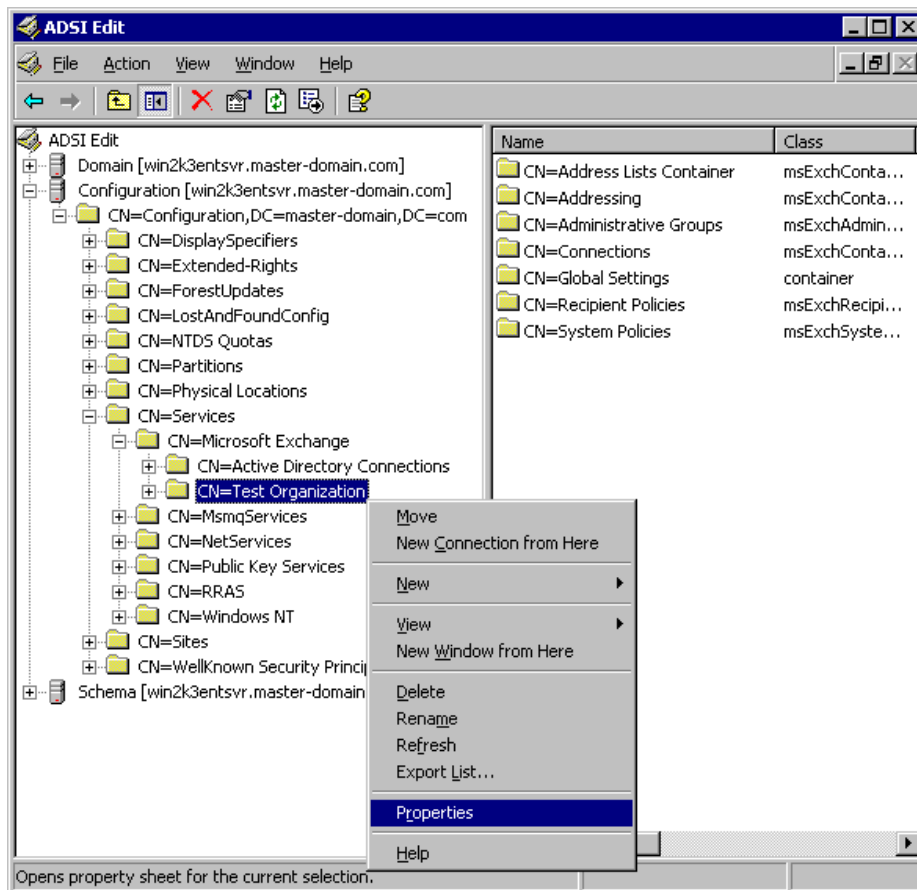 ADSI Edit
File Action View Window Help
ADSI Edit
Domain [win2k3entsvr.master-domain.com]
Configuration [win2k3entsvr.master-domain.com]
CN=Configuration,DC=master-domain,DC=com
CN=DisplaySpecifiers
CN=Extended-Rights
CN=ForestUpdates
CN=LostAndFoundConfig
CN=NTDS Quotas
CN=Partitions
CN=Physical Locations
CN=Services
CN=Microsoft Exchange
CN=Active Directory Connections
CN=Test Organization
CN=MsmqServices
CN=NetServices
CN=Public Key Services
CN=RRAS
CN=Windows NT
CN=Sites
CN=WellKnown Security Princip
Schema [win2k3entsvr.master-domain
Name Class
CN=Address Lists Container msExchConta...
CN=Addressing msExchConta...
CN=Administrative Groups msExchAdmin...
CN=Connections msExchConta...
CN=Global Settings container
CN=Recipient Policies msExchRecipi...
CN=System Policies msExchSyste...
Move
New Connection from Here
New
View
New Window from Here
Delete
Rename
Refresh
Export List...
Properties
Help
Opens property sheet for the current selection.